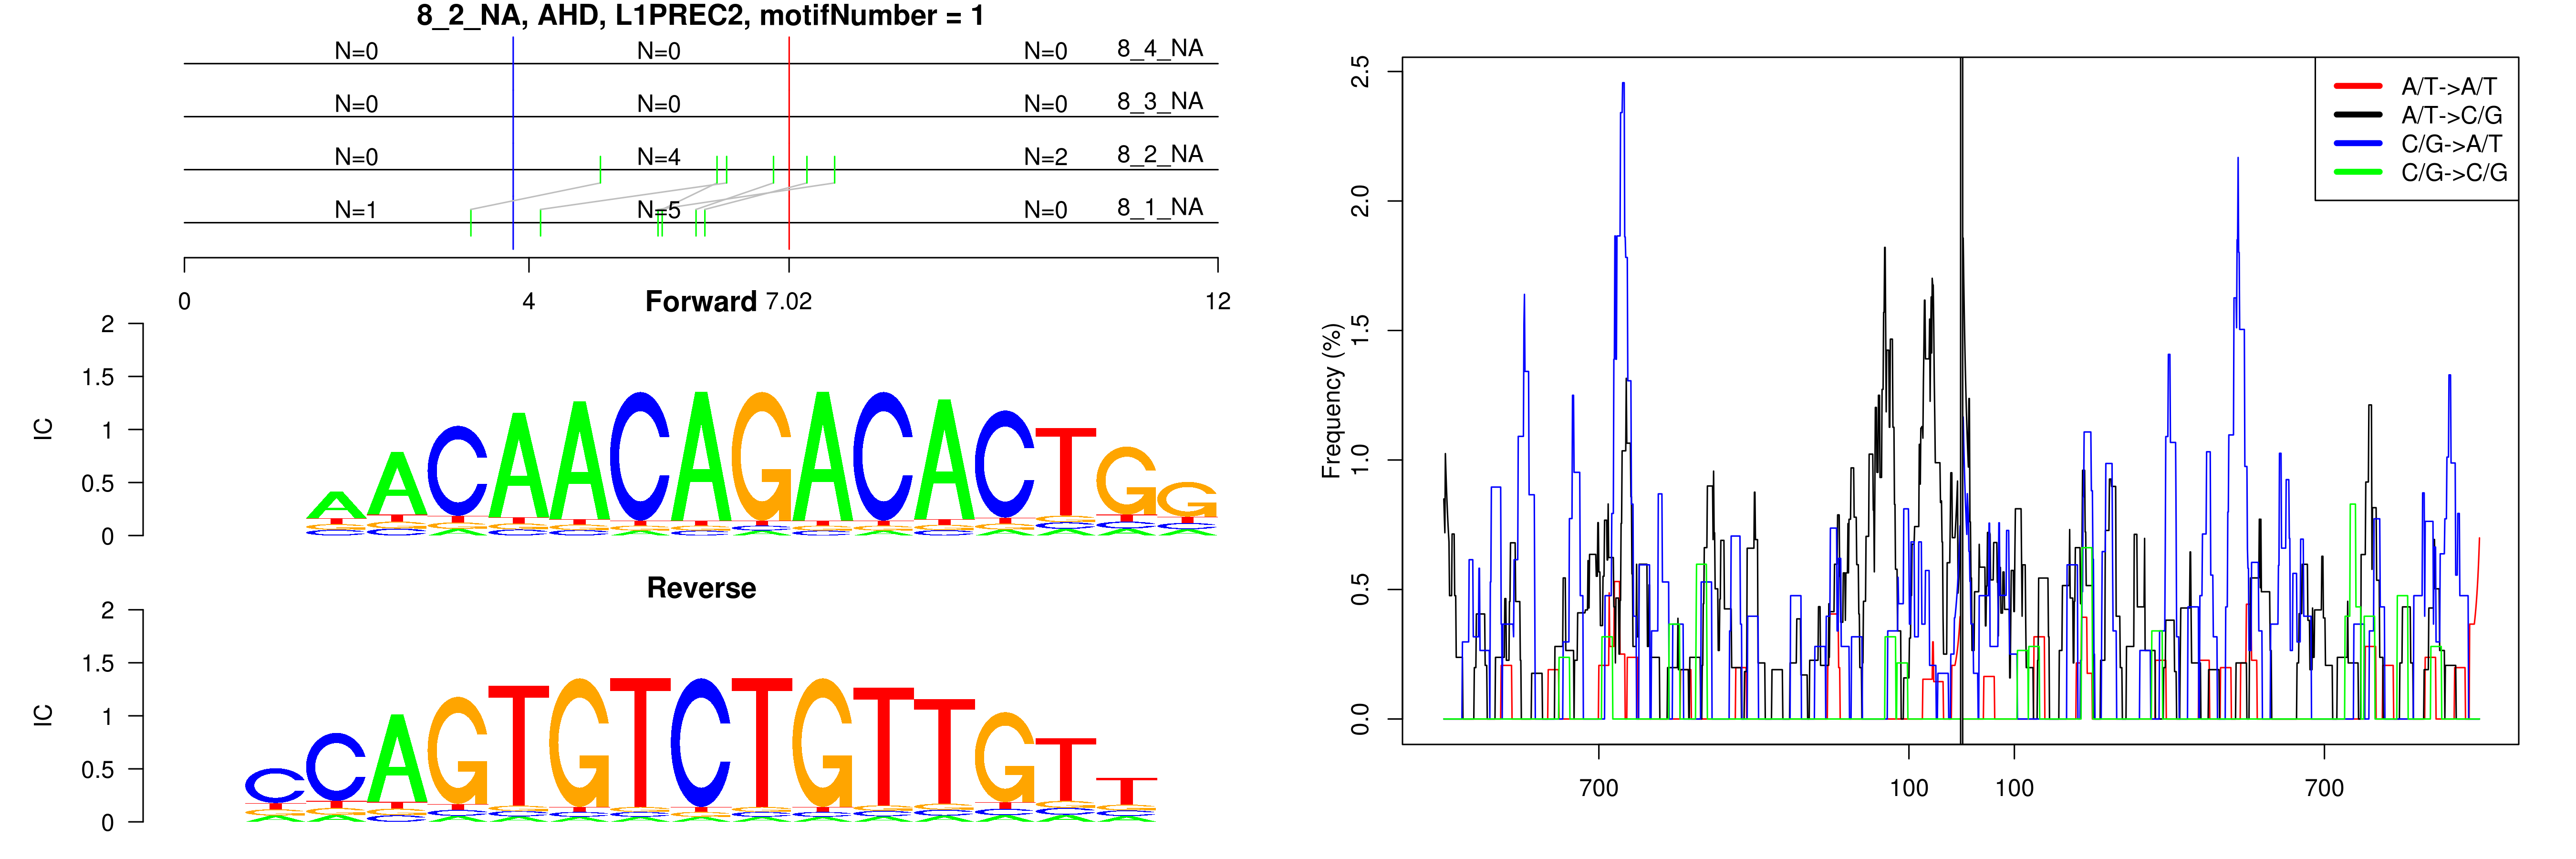 8_2_NA, AHD, L1PREC2, motifNumber = 1
N=0 N=0 N=0 8_4_NA
N=0 N=0 N=0 8_3_NA
N=0 N=4 N=2 8_2_NA
N=1 N=5 N=0 8_1_NA
0 4 7.02 12
Forward
IC
2
1.5
1
0.5
0
AACAACAGACACTGG
Reverse
IC
2
1.5
1
0.5
0
CCAGTGTCTGTTGTT
Frequency (%)
2.5
2.0
1.5
1.0
0.5
0.0
700 100 100 700
A/T->A/T
A/T->C/G
C/G->A/T
C/G->C/G